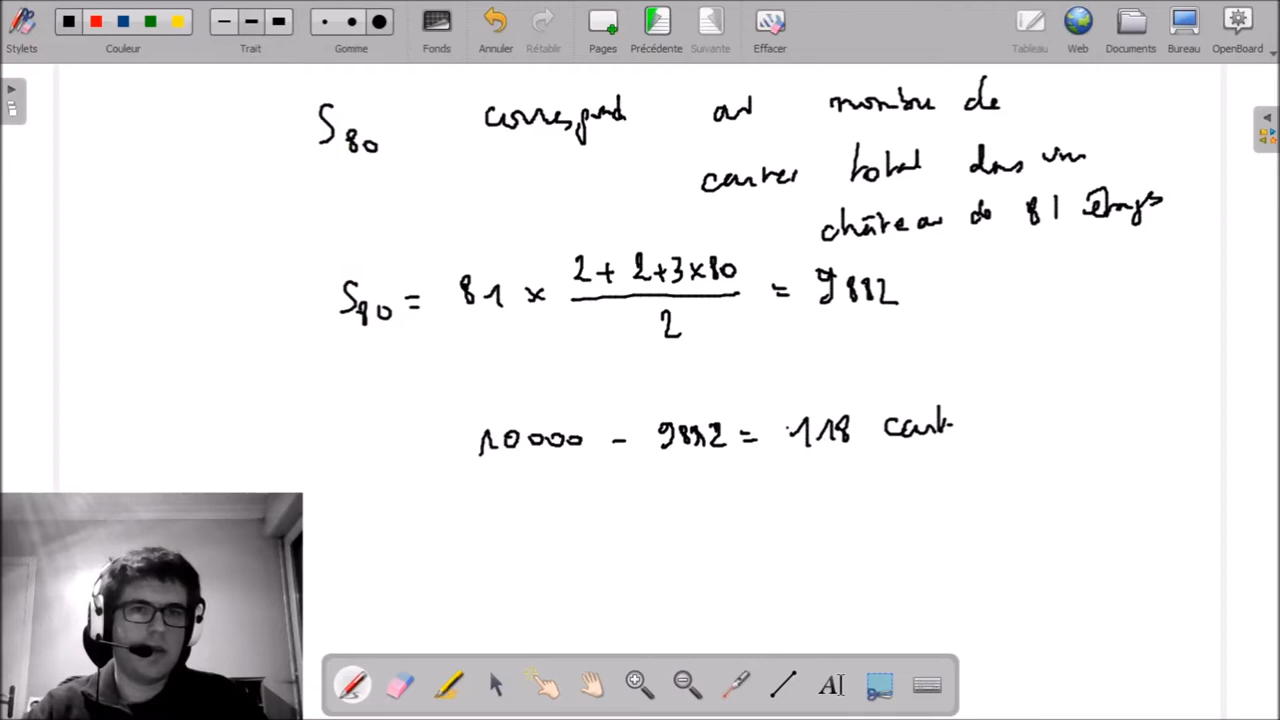 Stylets Couleur Trait Gomme Fonds Annuler Rétablir Pages Précédente Suivante Effacer Tableau Web Documents Bureau OpenBoard
S₈₀ correspond au nombre de
cartes total dans un
château de 81 étages
S₈₀ = 81 × (2 + 2+3×80)/2 = 9882
10000 - 9882 = 118 cart